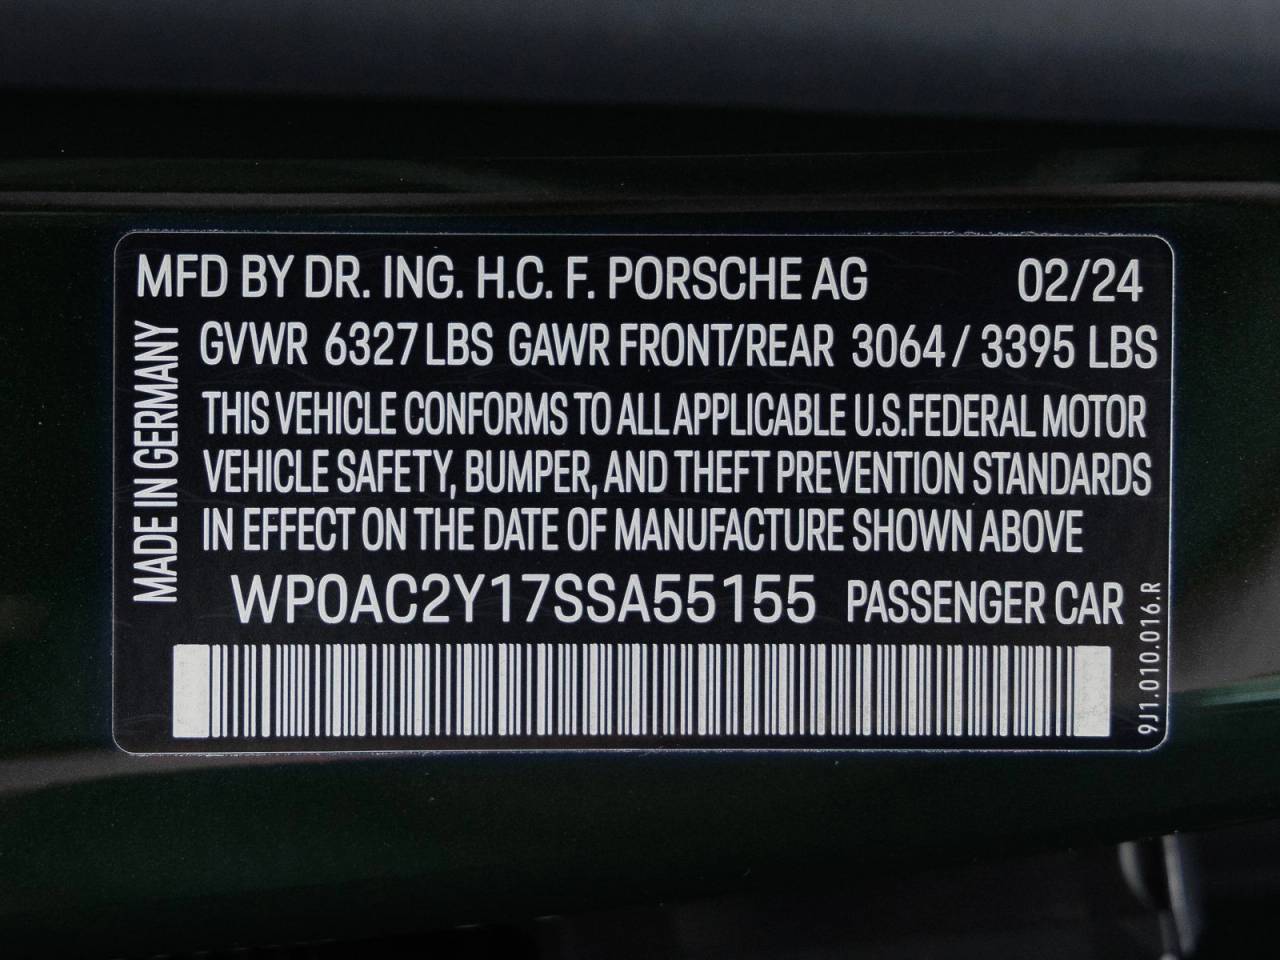 MFD BY DR. ING. H.C. F. PORSCHE AG 02/24
GVWR 6327 LBS GAWR FRONT/REAR 3064 / 3395 LBS
THIS VEHICLE CONFORMS TO ALL APPLICABLE U.S.FEDERAL MOTOR
VEHICLE SAFETY, BUMPER, AND THEFT PREVENTION STANDARDS
IN EFFECT ON THE DATE OF MANUFACTURE SHOWN ABOVE
WP0AC2Y17SSA55155 PASSENGER CAR
MADE IN GERMANY
9J1.010.016.R